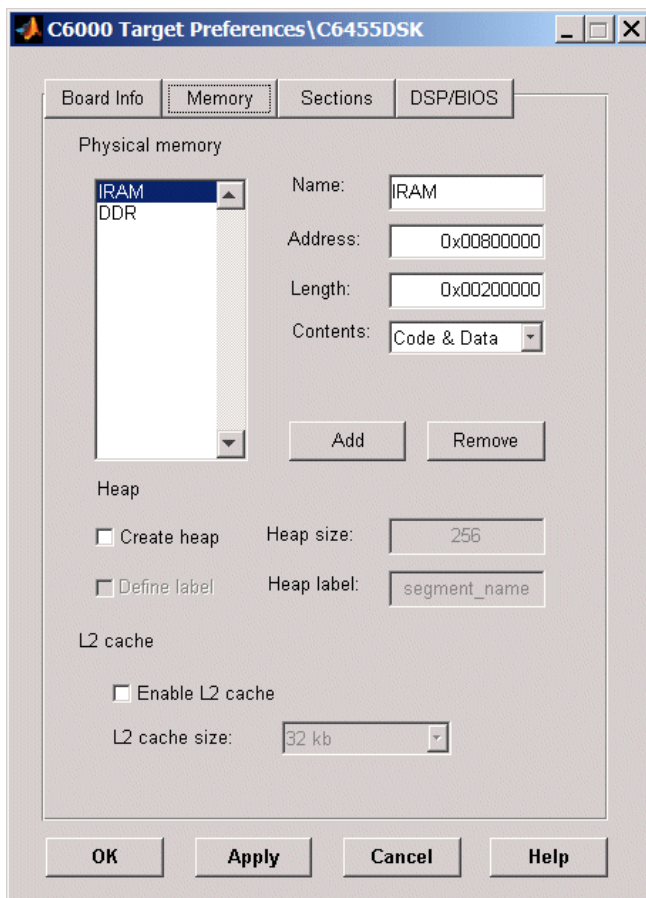 C6000 Target Preferences\C6455DSK
Board Info Memory Sections DSP/BIOS
Physical memory
IRAM
DDR
Name: IRAM
Address: 0x00800000
Length: 0x00200000
Contents: Code & Data
Add Remove
Heap
Create heap Heap size: 256
Define label Heap label: segment_name
L2 cache
Enable L2 cache
L2 cache size: 32 kb
OK Apply Cancel Help